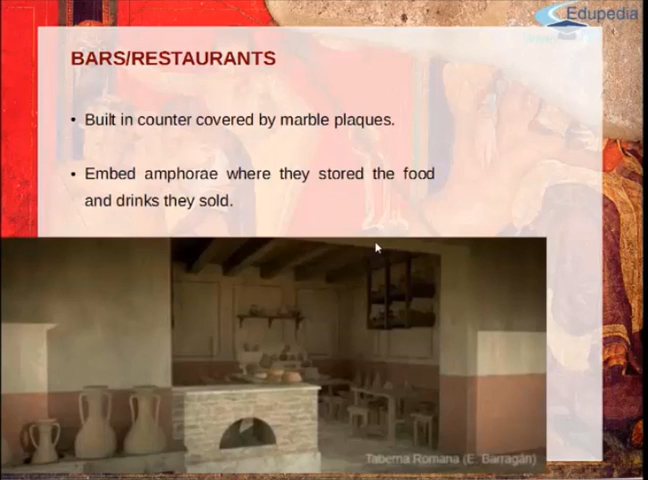 Edupedia
BARS/RESTAURANTS
• Built in counter covered by marble plaques.
• Embed amphorae where they stored the food
and drinks they sold.
Taberna Romana (E. Barragán)